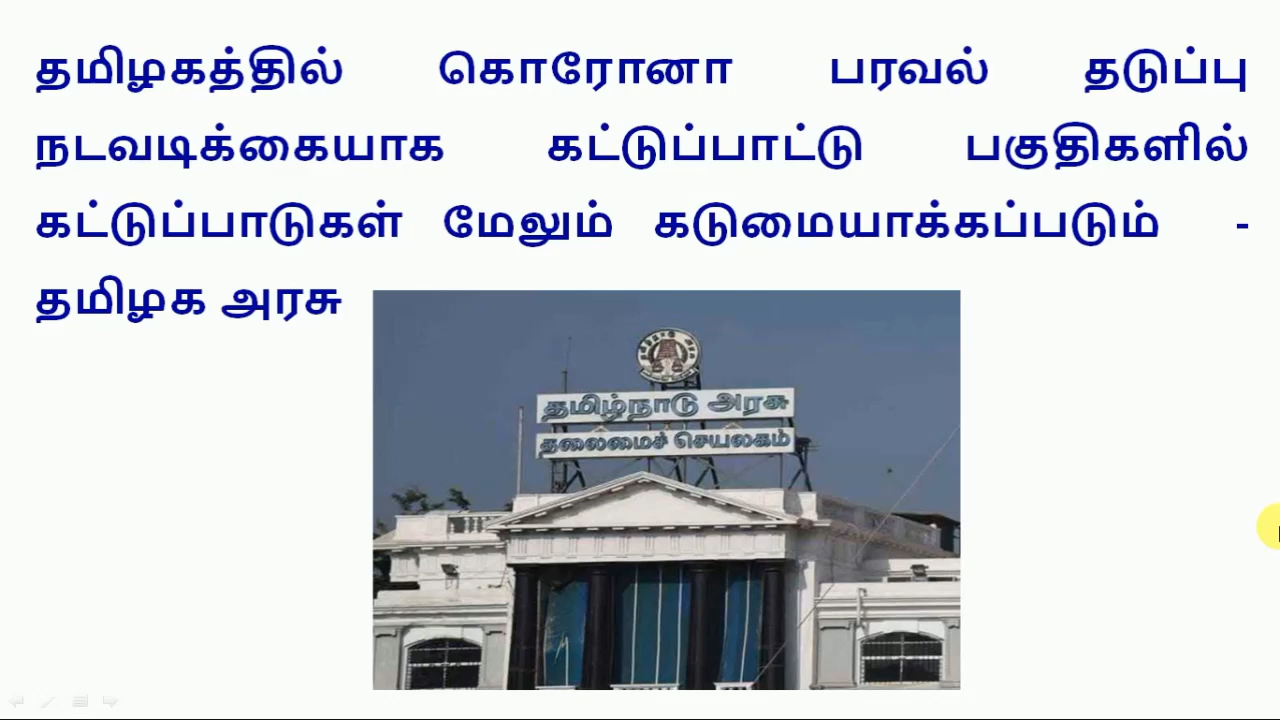 தமிழகத்தில் கொரோனா பரவல் தடுப்பு
நடவடிக்கையாக கட்டுப்பாட்டு பகுதிகளில்
கட்டுப்பாடுகள் மேலும் கடுமையாக்கப்படும் -
தமிழக அரசு
தமிழ்நாடு அரசு
தலைமைச் செயலகம்